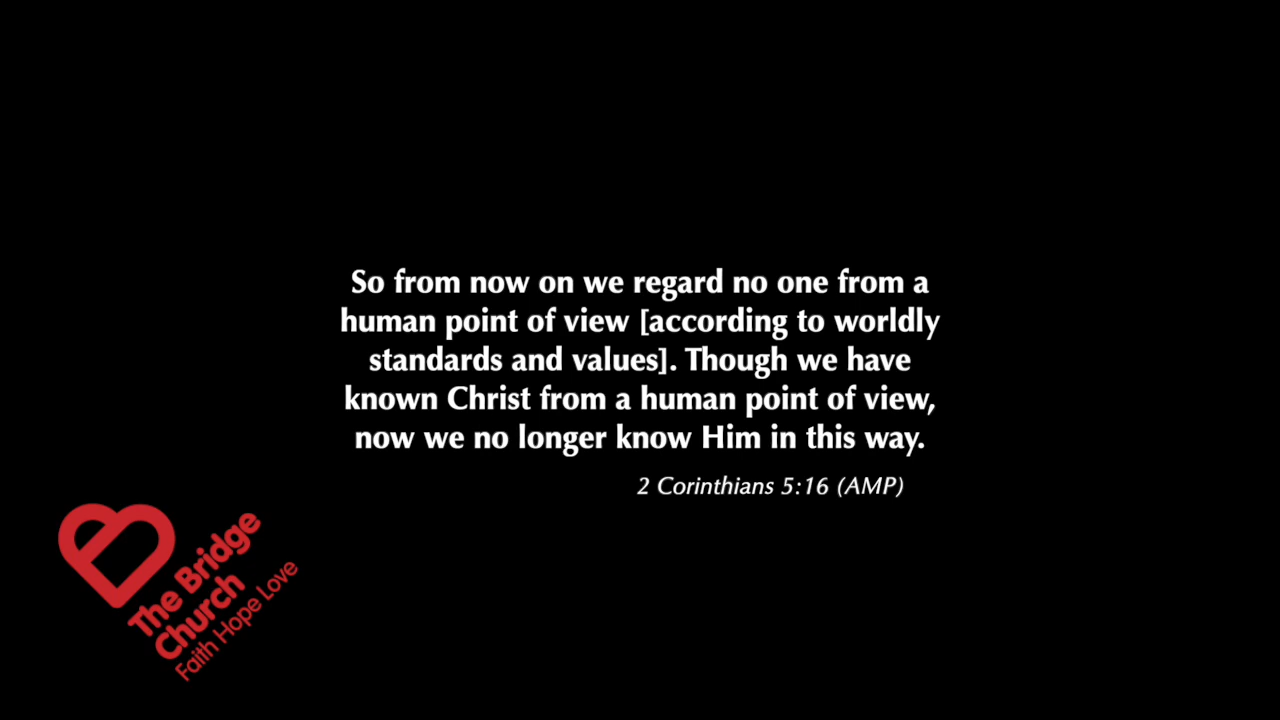 So from now on we regard no one from a
human point of view [according to worldly
standards and values]. Though we have
known Christ from a human point of view,
now we no longer know Him in this way.
2 Corinthians 5:16 (AMP)
The Bridge
Church
Faith Hope Love